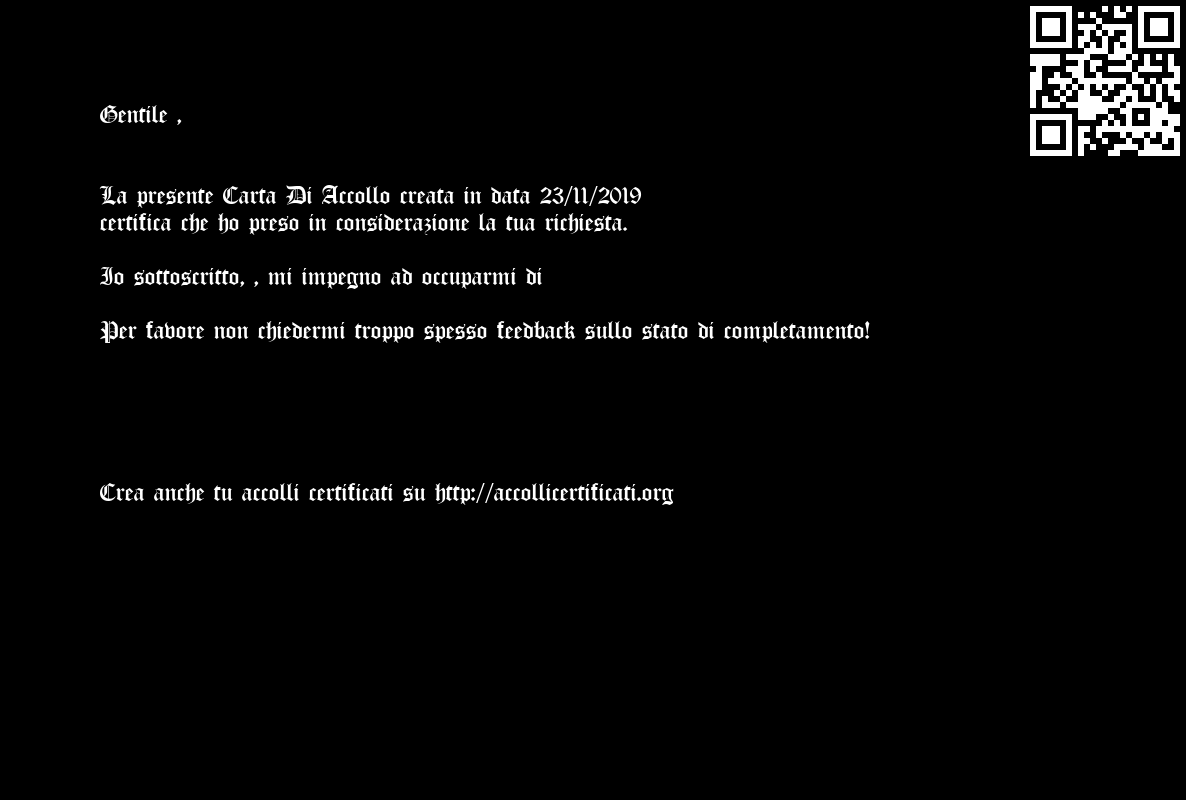 Gentile ,
La presente Carta Di Accollo creata in data 23/11/2019
certifica che ho preso in considerazione la tua richiesta.
Io sottoscritto, , mi impegno ad occuparmi di
Per favore non chiedermi troppo spesso feedback sullo stato di completamento!
Crea anche tu accolli certificati su http://accollicertificati.org